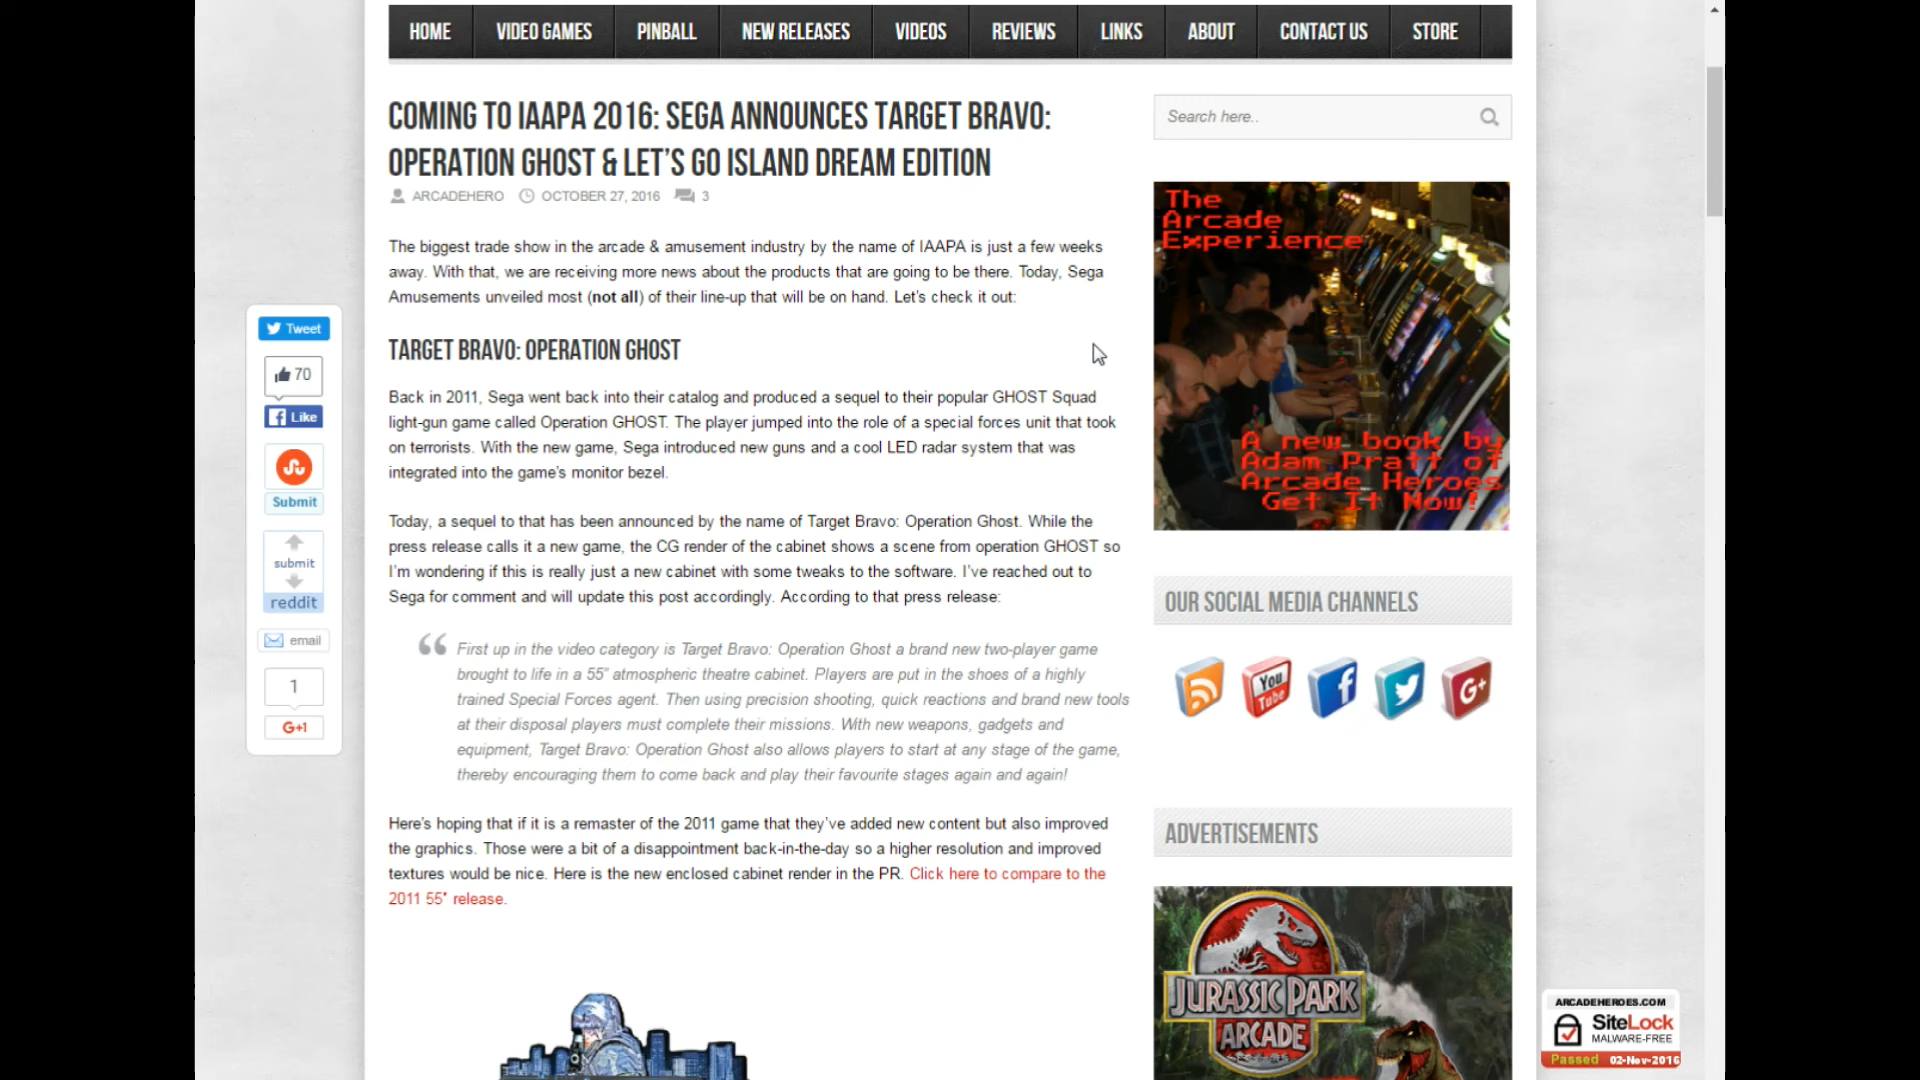 HOME VIDEO GAMES PINBALL NEW RELEASES VIDEOS REVIEWS LINKS ABOUT CONTACT US STORE
COMING TO IAAPA 2016: SEGA ANNOUNCES TARGET BRAVO:
OPERATION GHOST & LET'S GO ISLAND DREAM EDITION
ARCADEHERO OCTOBER 27, 2016 3
The biggest trade show in the arcade & amusement industry by the name of IAAPA is just a few weeks
away. With that, we are receiving more news about the products that are going to be there. Today, Sega
Amusements unveiled most (not all) of their line-up that will be on hand. Let's check it out:
TARGET BRAVO: OPERATION GHOST
Back in 2011, Sega went back into their catalog and produced a sequel to their popular GHOST Squad
light-gun game called Operation GHOST. The player jumped into the role of a special forces unit that took
on terrorists. With the new game, Sega introduced new guns and a cool LED radar system that was
integrated into the game's monitor bezel.
Today, a sequel to that has been announced by the name of Target Bravo: Operation Ghost. While the
press release calls it a new game, the CG render of the cabinet shows a scene from operation GHOST so
I'm wondering if this is really just a new cabinet with some tweaks to the software. I've reached out to
Sega for comment and will update this post accordingly. According to that press release:
First up in the video category is Target Bravo: Operation Ghost a brand new two-player game
brought to life in a 55" atmospheric theatre cabinet. Players are put in the shoes of a highly
trained Special Forces agent. Then using precision shooting, quick reactions and brand new tools
at their disposal players must complete their missions. With new weapons, gadgets and
equipment, Target Bravo: Operation Ghost also allows players to start at any stage of the game,
thereby encouraging them to come back and play their favourite stages again and again!
Here's hoping that if it is a remaster of the 2011 game that they've added new content but also improved
the graphics. Those were a bit of a disappointment back-in-the-day so a higher resolution and improved
textures would be nice. Here is the new enclosed cabinet render in the PR. Click here to compare to the
2011 55" release.
Tweet
70
Like
Submit
submit
reddit
email
1
G+1
Search here..
The
Arcade
Experience
A new book by
Adam Pratt of
Arcade Heroes
Get It Now!
OUR SOCIAL MEDIA CHANNELS
You
Tube
f
G+
ADVERTISEMENTS
JURASSIC PARK
ARCADE
ARCADEHEROES.COM
SiteLock
MALWARE-FREE
Passed 02-Nov-2016